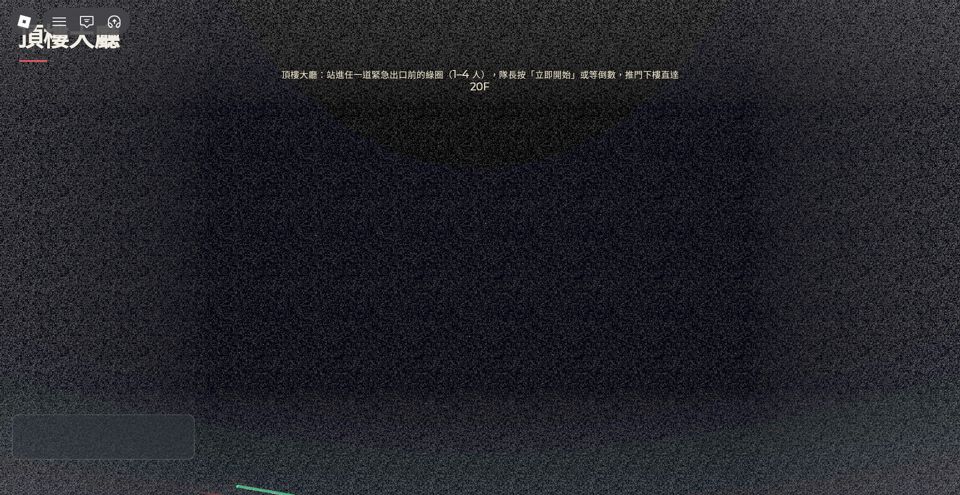 頂樓大廳
頂樓大廳：站進任一道緊急出口前的綠圈（1–4 人），隊長按「立即開始」或等倒數，推門下樓直達
20F